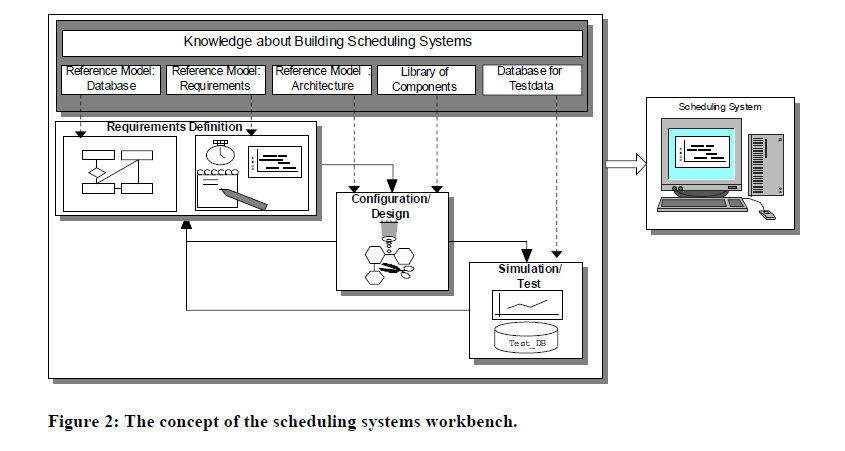 Knowledge about Building Scheduling Systems
Reference Model:
Database
Reference Model:
Requirements
Reference Model :
Architecture
Library of
Components
Database for
Testdata
Requirements Definition
Configuration/
Design
Simulation/
Test
Test_DB
Scheduling System
Figure 2: The concept of the scheduling systems workbench.